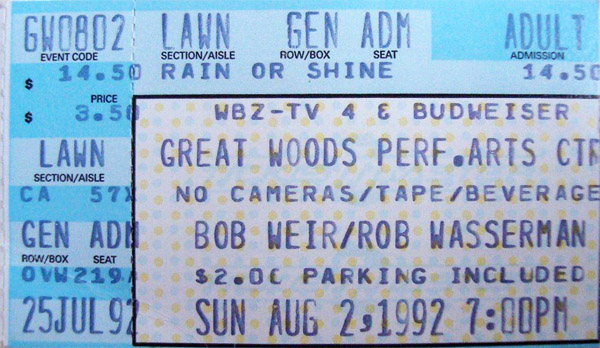 GW0802 LAWN GEN ADM ADULT
EVENT CODE SECTION/AISLE ROW/BOX SEAT ADMISSION
$ 14.50 RAIN OR SHINE 14.50
PRICE
$ 3.50 WBZ-TV 4 & BUDWEISER
LAWN GREAT WOODS PERF.ARTS CTR
SECTION/AISLE
CA 57X NO CAMERAS/TAPE/BEVERAGE
GEN ADM BOB WEIR/ROB WASSERMAN
ROW/BOX SEAT
OVW219A $2.00 PARKING INCLUDED
25JUL92 SUN AUG 2,1992 7:00PM